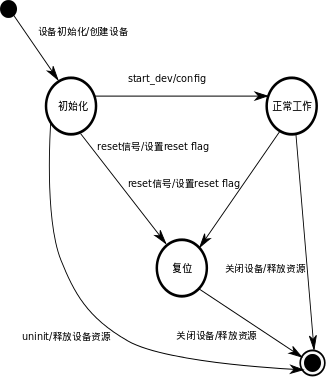 设备初始化/创建设备
start_dev/config
初始化
正常工作
reset信号/设置reset flag
reset信号/设置reset flag
复位
关闭设备/释放资源
uninit/释放设备资源
关闭设备/释放资源